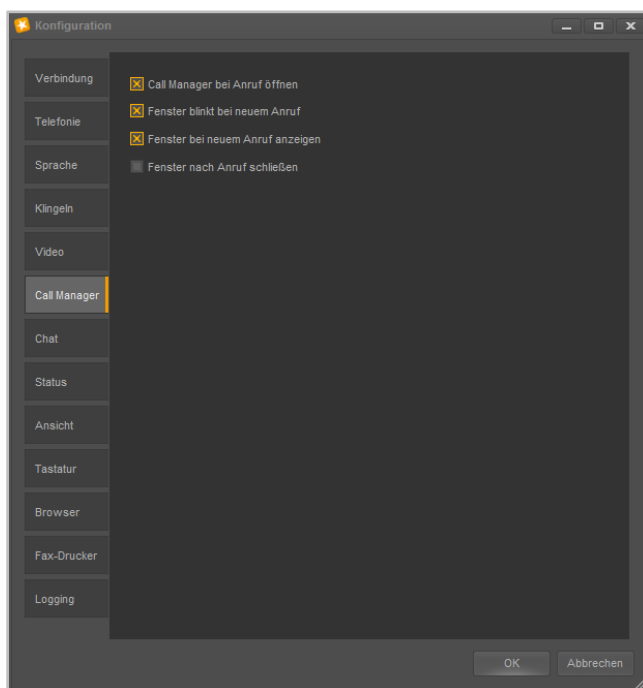 Konfiguration
Verbindung
Telefonie
Sprache
Klingeln
Video
Call Manager
Chat
Status
Ansicht
Tastatur
Browser
Fax-Drucker
Logging
Call Manager bei Anruf öffnen
Fenster blinkt bei neuem Anruf
Fenster bei neuem Anruf anzeigen
Fenster nach Anruf schließen
OK
Abbrechen